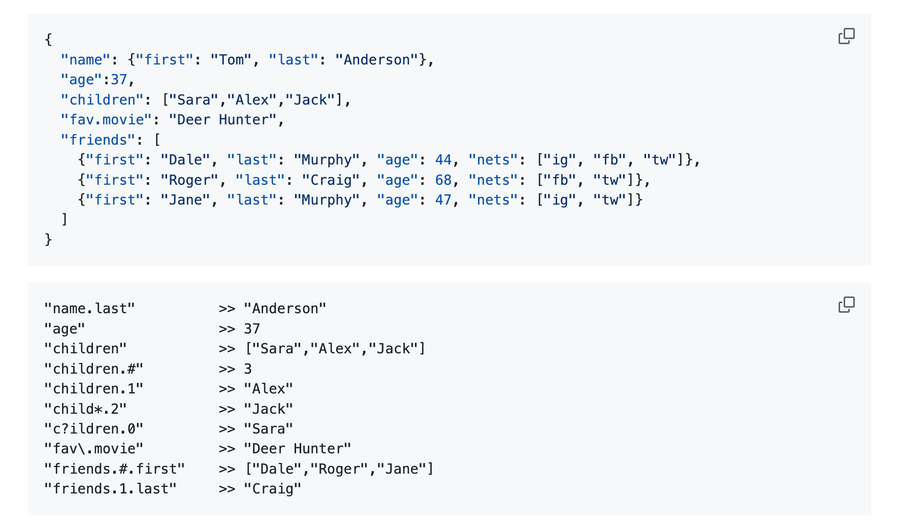 {
  "name": {"first": "Tom", "last": "Anderson"},
  "age":37,
  "children": ["Sara","Alex","Jack"],
  "fav.movie": "Deer Hunter",
  "friends": [
    {"first": "Dale", "last": "Murphy", "age": 44, "nets": ["ig", "fb", "tw"]},
    {"first": "Roger", "last": "Craig", "age": 68, "nets": ["fb", "tw"]},
    {"first": "Jane", "last": "Murphy", "age": 47, "nets": ["ig", "tw"]}
  ]
}
"name.last"          >> "Anderson"
"age"                >> 37
"children"           >> ["Sara","Alex","Jack"]
"children.#"         >> 3
"children.1"         >> "Alex"
"child*.2"           >> "Jack"
"c?ildren.0"         >> "Sara"
"fav\.movie"         >> "Deer Hunter"
"friends.#.first"    >> ["Dale","Roger","Jane"]
"friends.1.last"     >> "Craig"